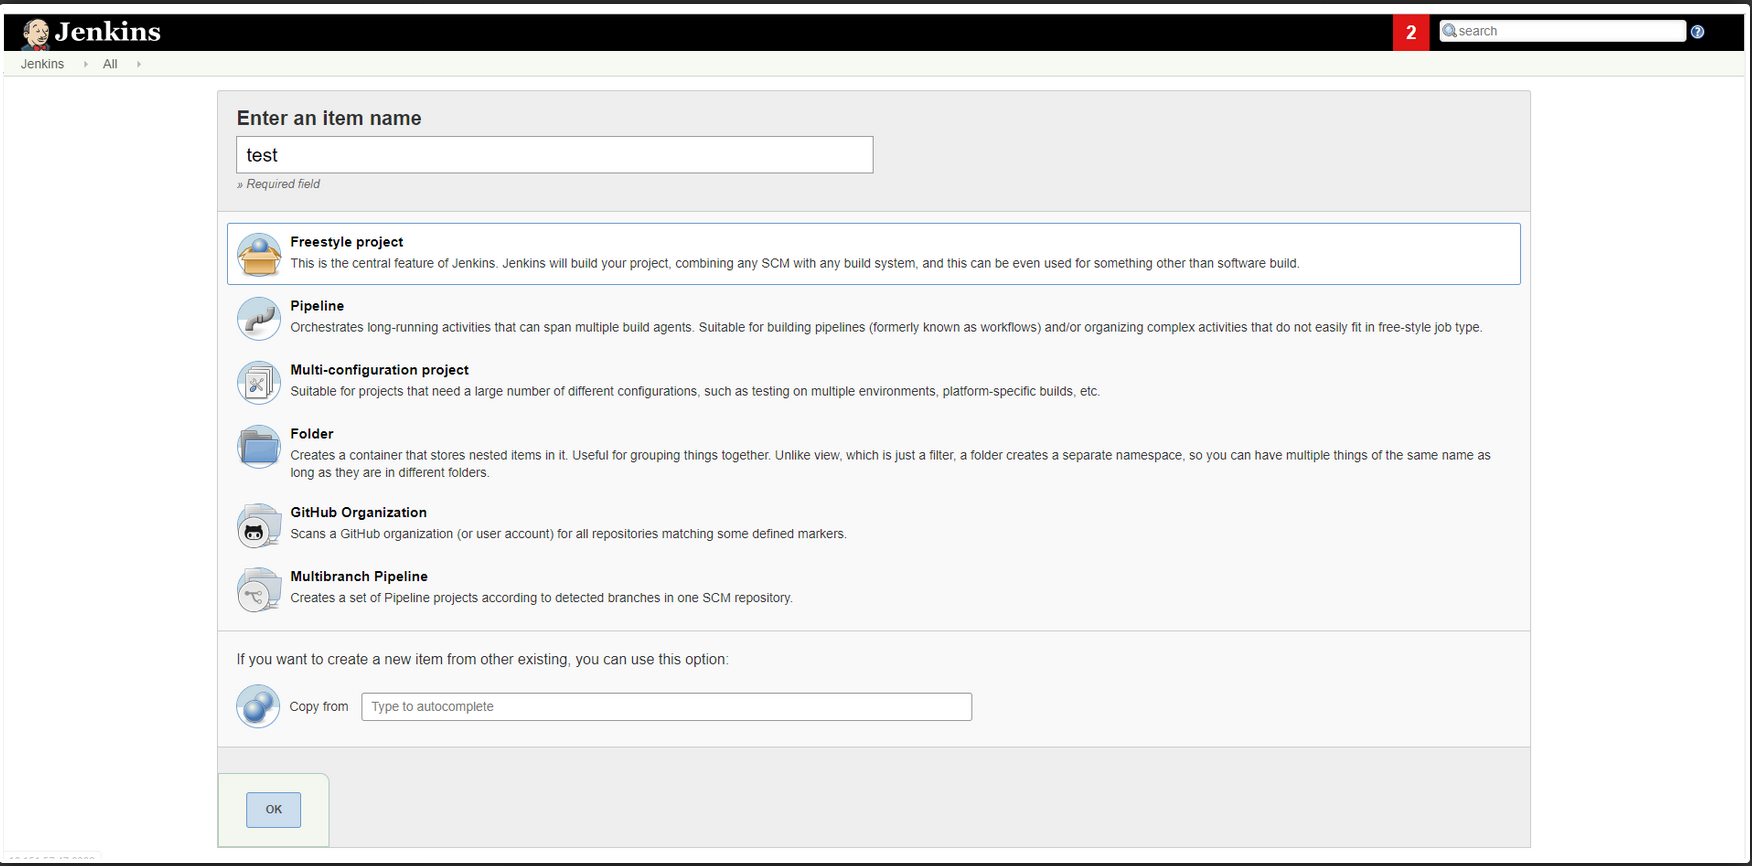 Jenkins
2
search
?
Jenkins
All
Enter an item name
test
» Required field
Freestyle project
This is the central feature of Jenkins. Jenkins will build your project, combining any SCM with any build system, and this can be even used for something other than software build.
Pipeline
Orchestrates long-running activities that can span multiple build agents. Suitable for building pipelines (formerly known as workflows) and/or organizing complex activities that do not easily fit in free-style job type.
Multi-configuration project
Suitable for projects that need a large number of different configurations, such as testing on multiple environments, platform-specific builds, etc.
Folder
Creates a container that stores nested items in it. Useful for grouping things together. Unlike view, which is just a filter, a folder creates a separate namespace, so you can have multiple things of the same name as
long as they are in different folders.
GitHub Organization
Scans a GitHub organization (or user account) for all repositories matching some defined markers.
Multibranch Pipeline
Creates a set of Pipeline projects according to detected branches in one SCM repository.
If you want to create a new item from other existing, you can use this option:
Copy from
Type to autocomplete
OK